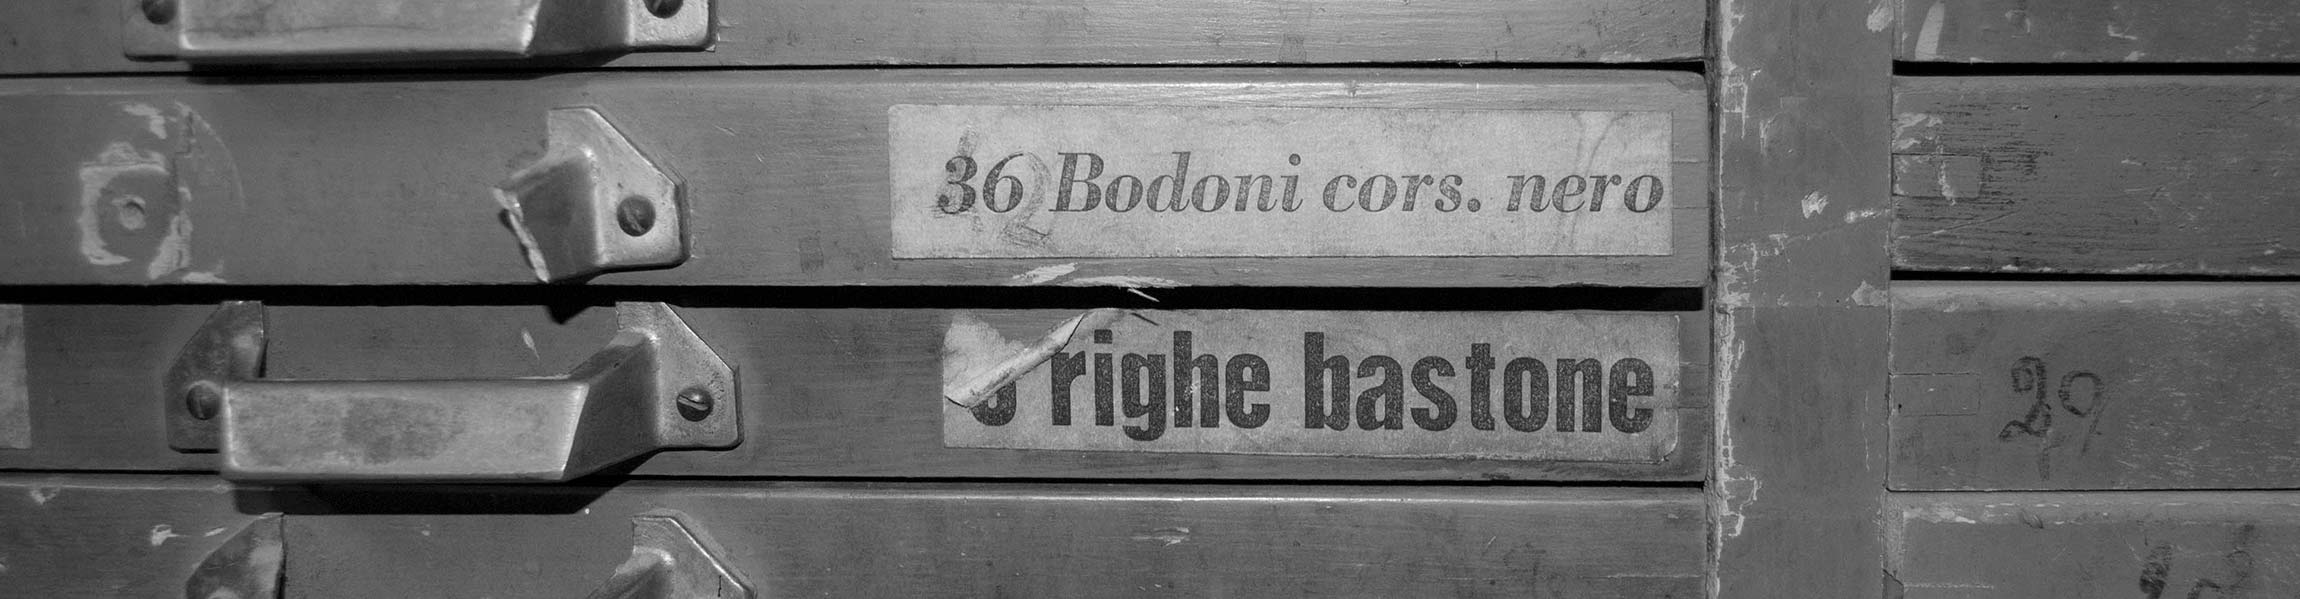 36 Bodoni cors. nero
righe bastone
29